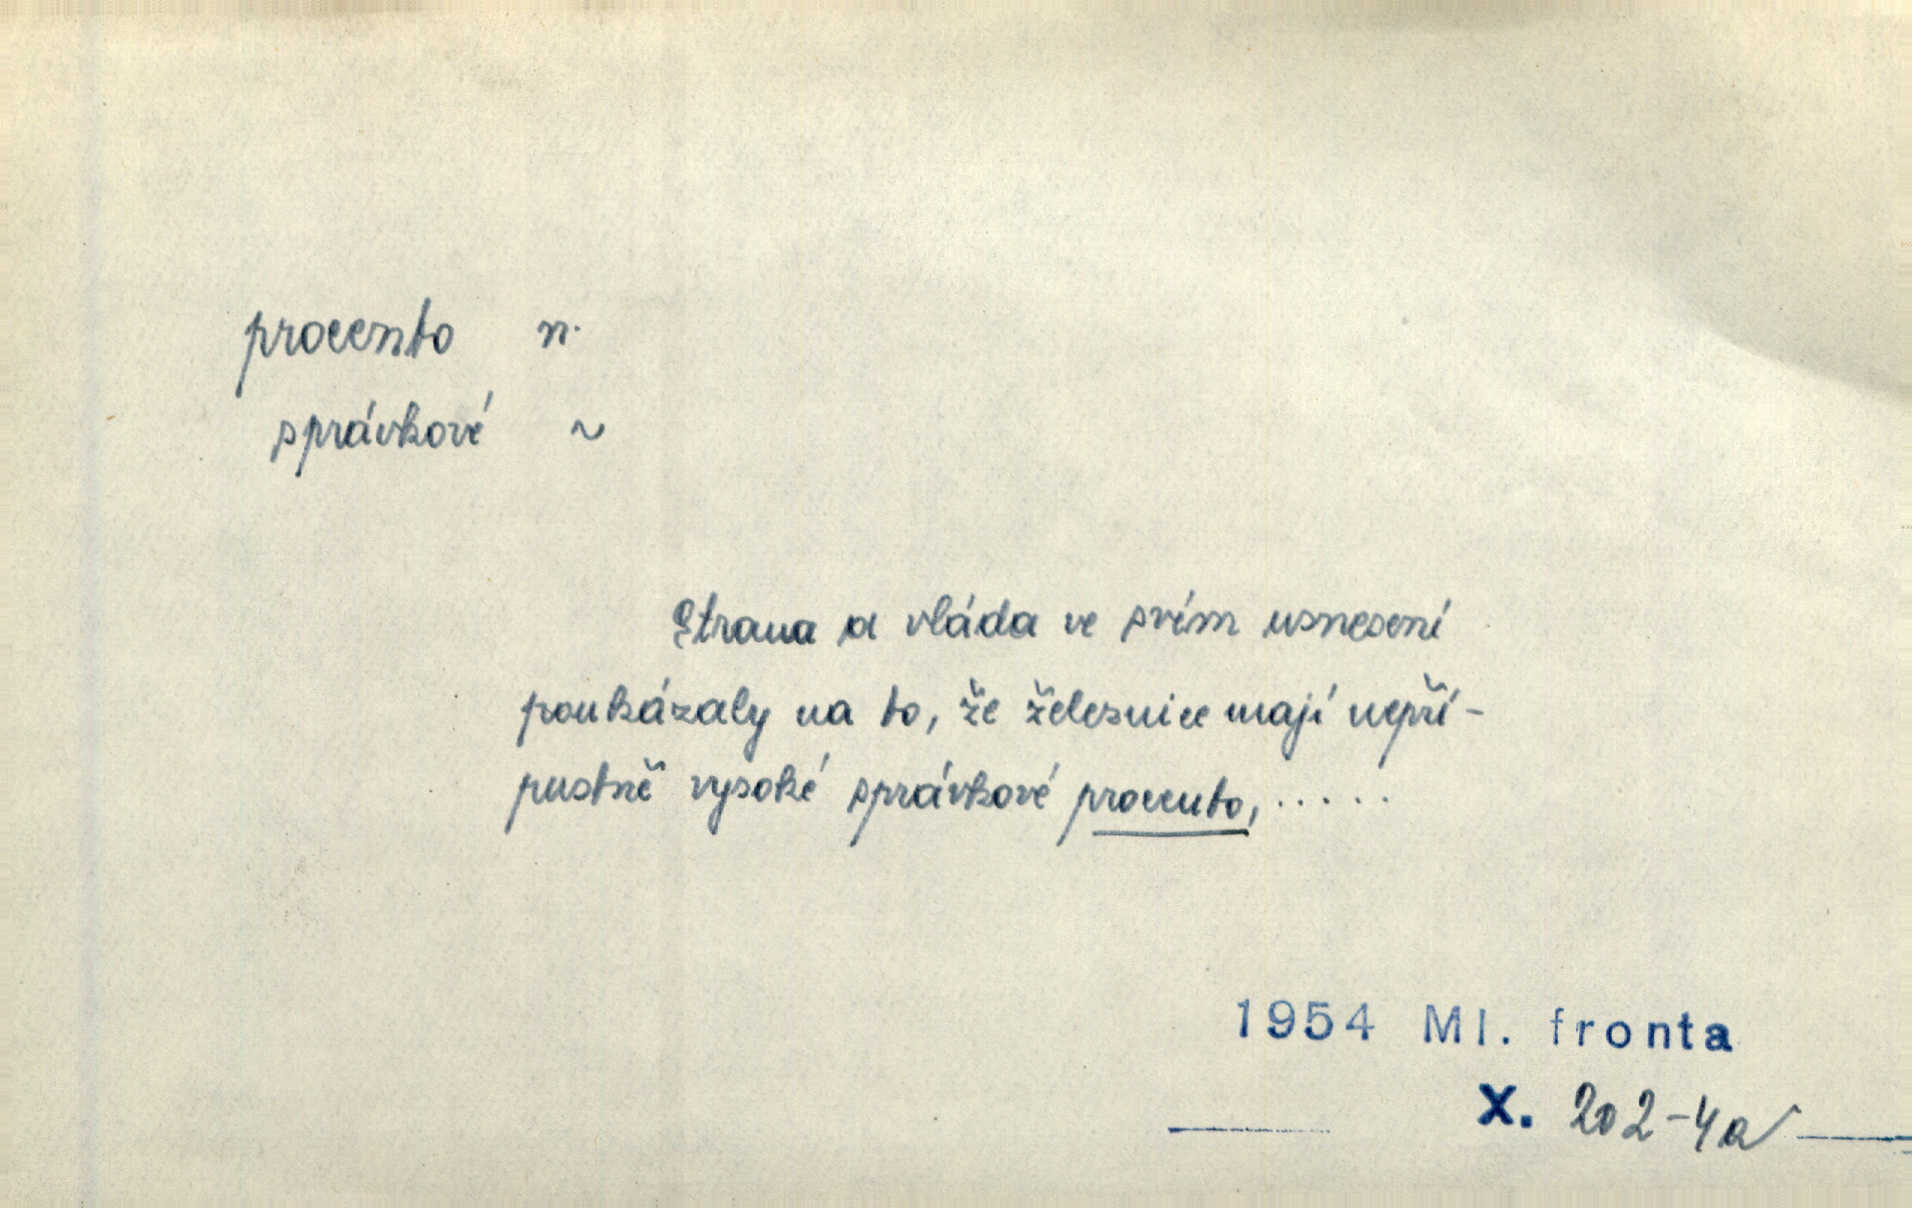 procento n.
správkové ~
Strana a vláda ve svém usnesení
poukázaly na to, že železnice mají nepří-
pustně vysoké správkové procento, .....
1954 Ml. fronta
X. 202-4a